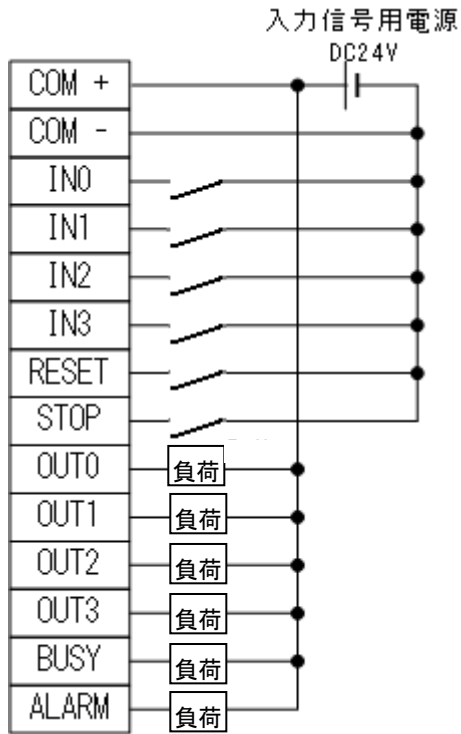 入力信号用電源
DC24V
COM +
COM -
IN0
IN1
IN2
IN3
RESET
STOP
OUT0 負荷
OUT1 負荷
OUT2 負荷
OUT3 負荷
BUSY 負荷
ALARM 負荷